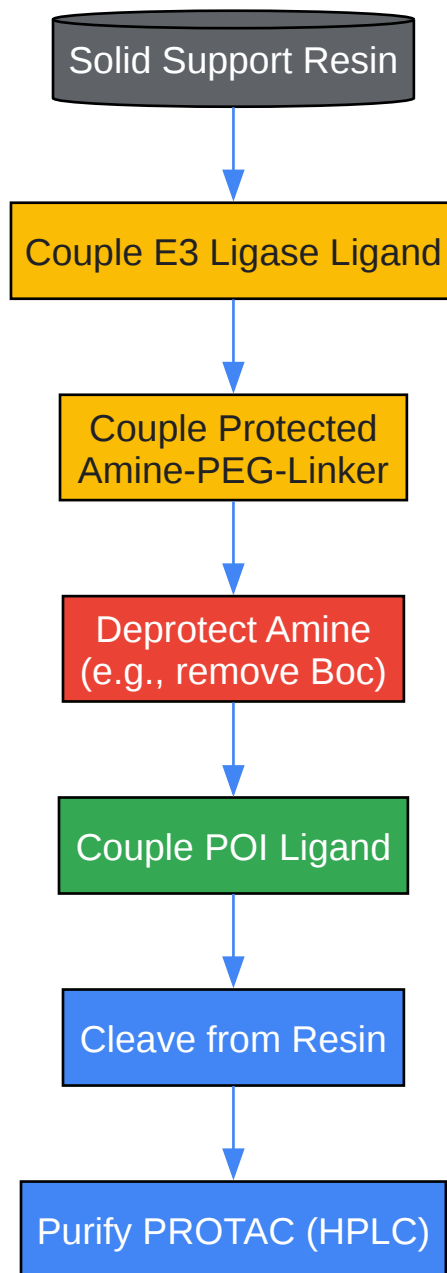 Solid Support Resin
Couple E3 Ligase Ligand
Couple Protected
Amine-PEG-Linker
Deprotect Amine
(e.g., remove Boc)
Couple POI Ligand
Cleave from Resin
Purify PROTAC (HPLC)